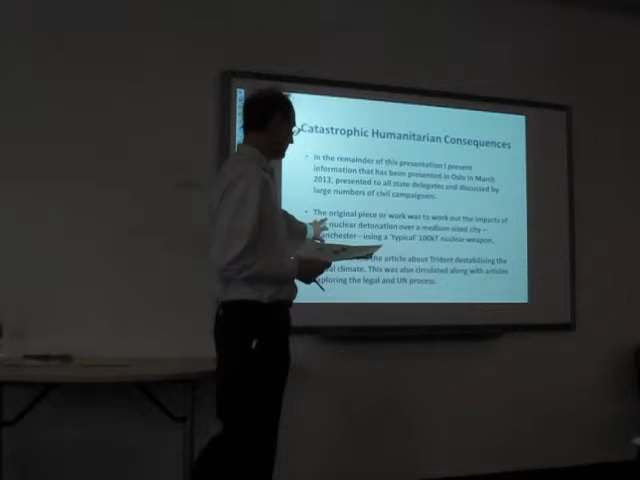 Catastrophic Humanitarian Consequences
• In the remainder of this presentation I present
information that has been presented in Oslo in March
2013, presented to all state delegates and discussed by
large numbers of civil campaigners.
• The original piece or work was to work out the impacts of
nuclear detonation over a medium sized city –
nchester - using a 'typical' 100kT nuclear weapon.
the article about Trident destabilising the
al climate. This was also circulated along with articles
ploring the legal and UN process.